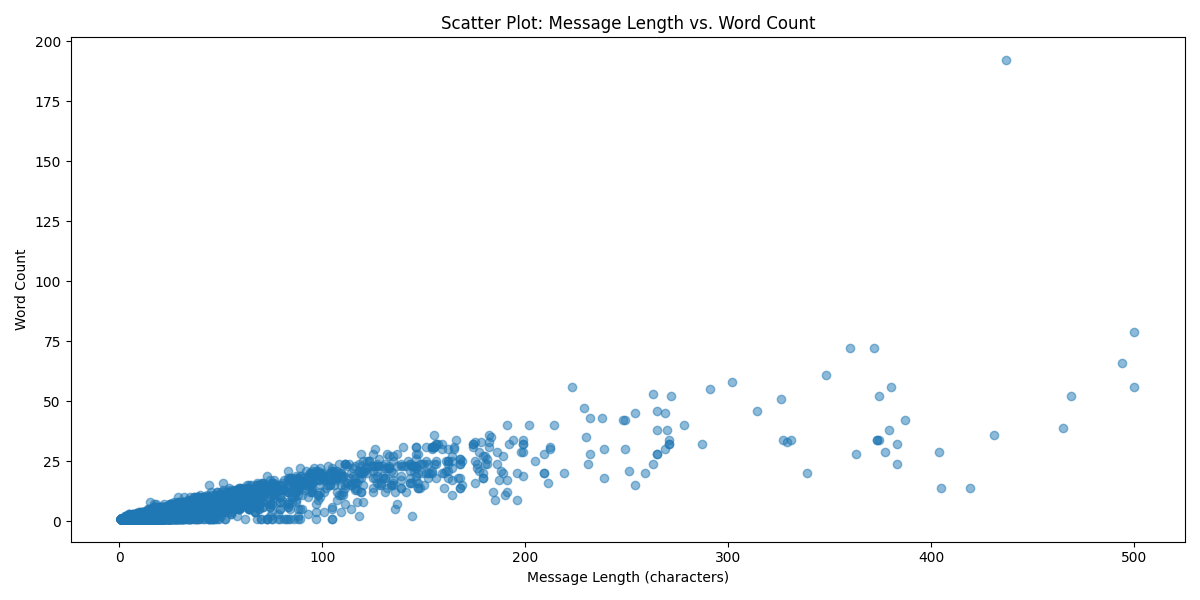 Scatter Plot: Message Length vs. Word Count
200
175
150
125
100
75
50
25
0
Word Count
0 100 200 300 400 500
Message Length (characters)